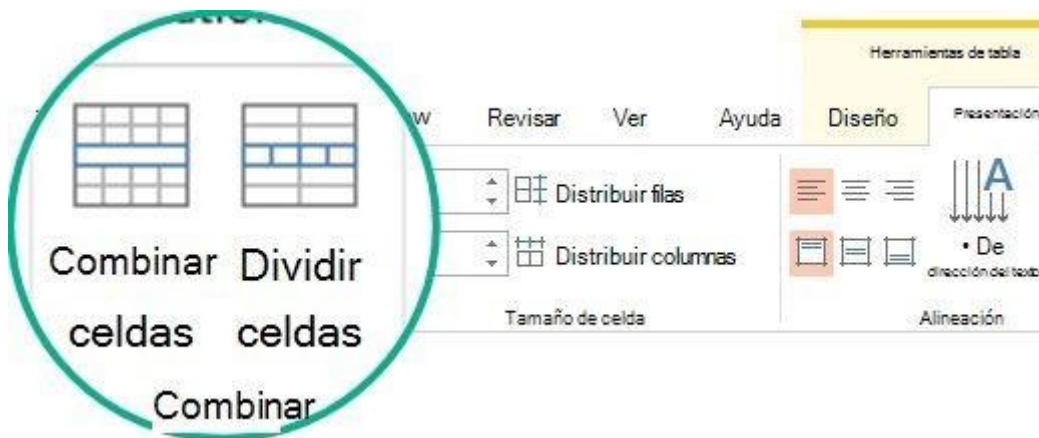 Herramientas de tabla
Revisar Ver Ayuda Diseño Presentación
Combinar celdas
Dividir celdas
Combinar
Distribuir filas
Distribuir columnas
Tamaño de celda
A
• De
dirección del texto
Alineación